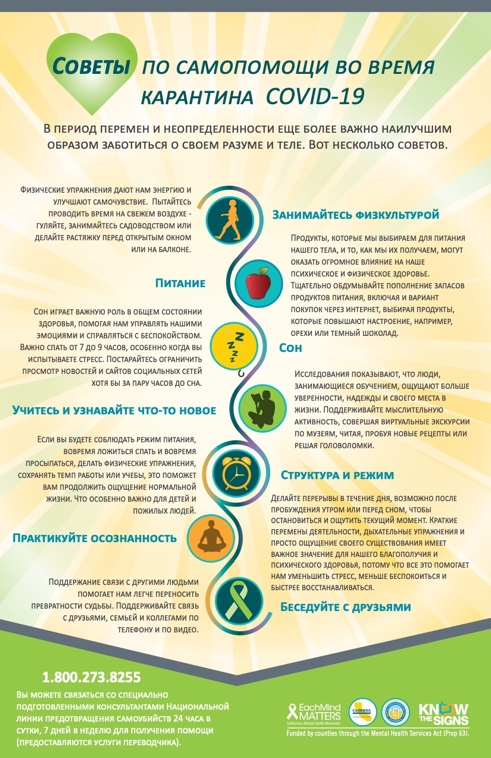 Советы по самопомощи во время
карантина COVID-19
В период перемен и неопределенности еще более важно наилучшим
образом заботиться о своем разуме и теле. Вот несколько советов.
Физические упражнения дают нам энергию и
улучшают самочувствие. Пытайтесь
проводить время на свежем воздухе -
гуляйте, занимайтесь садоводством или
делайте растяжку перед открытым окном
или на балконе.
Занимайтесь физкультурой
Продукты, которые мы выбираем для питания
нашего тела, и то, как мы их получаем, могут
оказать огромное влияние на наше
психическое и физическое здоровье.
Тщательно обдумывайте пополнение запасов
продуктов питания, включая и вариант
покупок через интернет, выбирая продукты,
которые повышают настроение, например,
орехи или темный шоколад.
Питание
Сон играет важную роль в общем состоянии
здоровья, помогая нам управлять нашими
эмоциями и справляться с беспокойством.
Важно спать от 7 до 9 часов, особенно когда вы
испытываете стресс. Постарайтесь ограничить
просмотр новостей и сайтов социальных сетей
хотя бы за пару часов до сна.
Сон
Исследования показывают, что люди,
занимающиеся обучением, ощущают больше
уверенности, надежды и своего места в
жизни. Поддерживайте мыслительную
активность, совершая виртуальные экскурсии
по музеям, читая, пробуя новые рецепты или
решая головоломки.
Учитесь и узнавайте что-то новое
Если вы будете соблюдать режим питания,
вовремя ложиться спать и вовремя
просыпаться, делать физические упражнения,
сохранять темп работы или учебы, это поможет
вам продолжить ощущение нормальной
жизни. Что особенно важно для детей и
пожилых людей.
Структура и режим
Делайте перерывы в течение дня, возможно после
пробуждения утром или перед сном, чтобы
остановиться и ощутить текущий момент. Краткие
перемены деятельности, дыхательные упражнения и
просто ощущение своего существования имеет
важное значение для нашего благополучия и
психического здоровья, потому что все это помогает
нам уменьшить стресс, меньше беспокоиться и
быстрее восстанавливаться.
Практикуйте осознанность
Поддержание связи с другими людьми
помогает нам легче переносить
превратности судьбы. Поддерживайте связь
с друзьями, семьей и коллегами по
телефону и по видео.
Беседуйте с друзьями
1.800.273.8255
Вы можете связаться со специально
подготовленными консультантами Национальной
линии предотвращения самоубийств 24 часа в
сутки, 7 дней в неделю для получения помощи
(предоставляются услуги переводчика).
EachMind
MATTERS
KNOW
THE SIGNS
Funded by counties through the Mental Health Services Act (Prop 63).